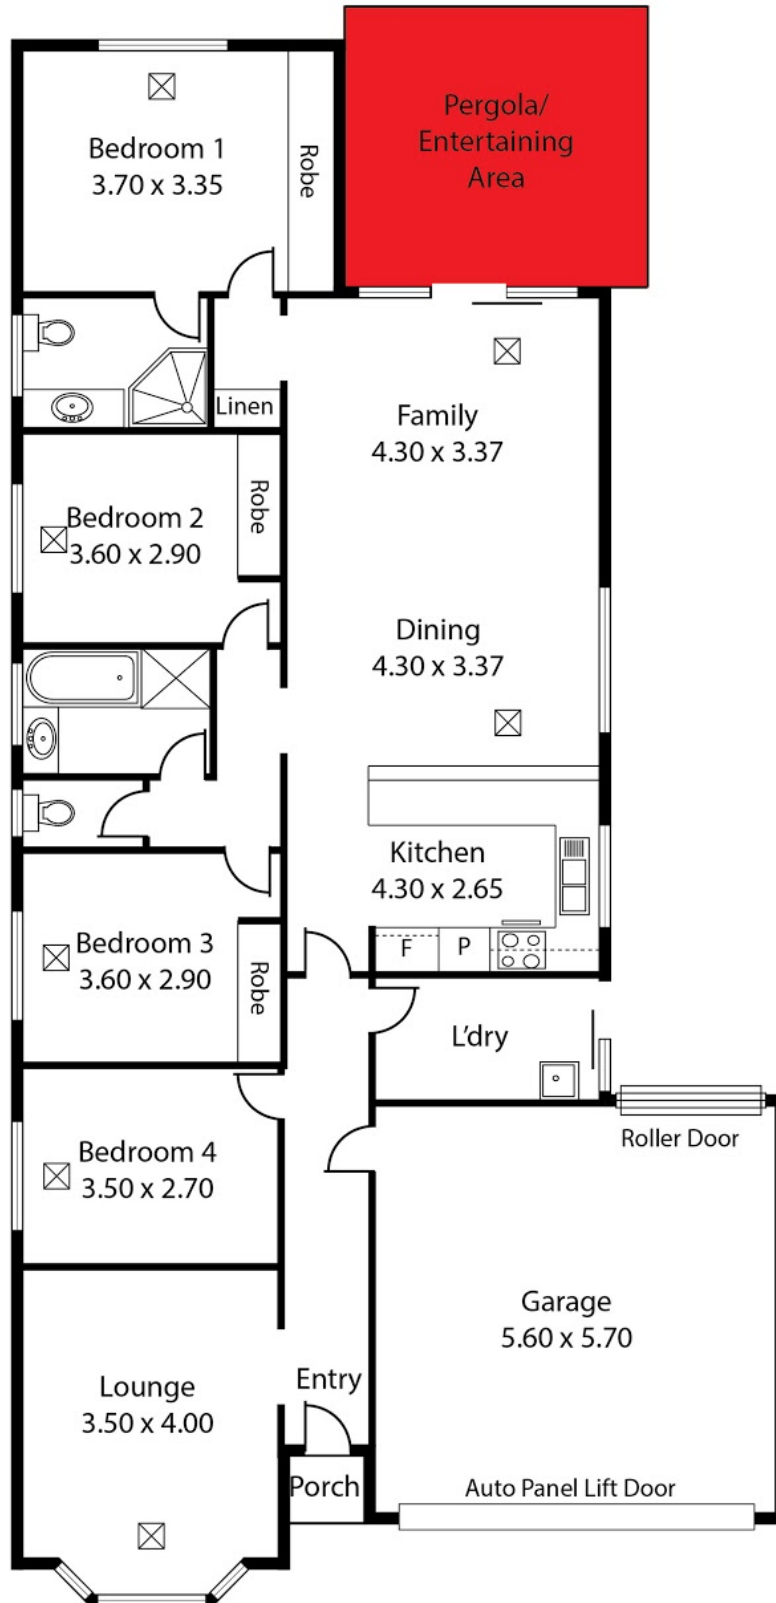 Pergola/
Entertaining
Area
Bedroom 1
3.70 x 3.35
Robe
Linen
Family
4.30 x 3.37
Bedroom 2
3.60 x 2.90
Robe
Dining
4.30 x 3.37
Kitchen
4.30 x 2.65
F
P
Bedroom 3
3.60 x 2.90
Robe
L'dry
Roller Door
Bedroom 4
3.50 x 2.70
Garage
5.60 x 5.70
Entry
Lounge
3.50 x 4.00
Porch
Auto Panel Lift Door